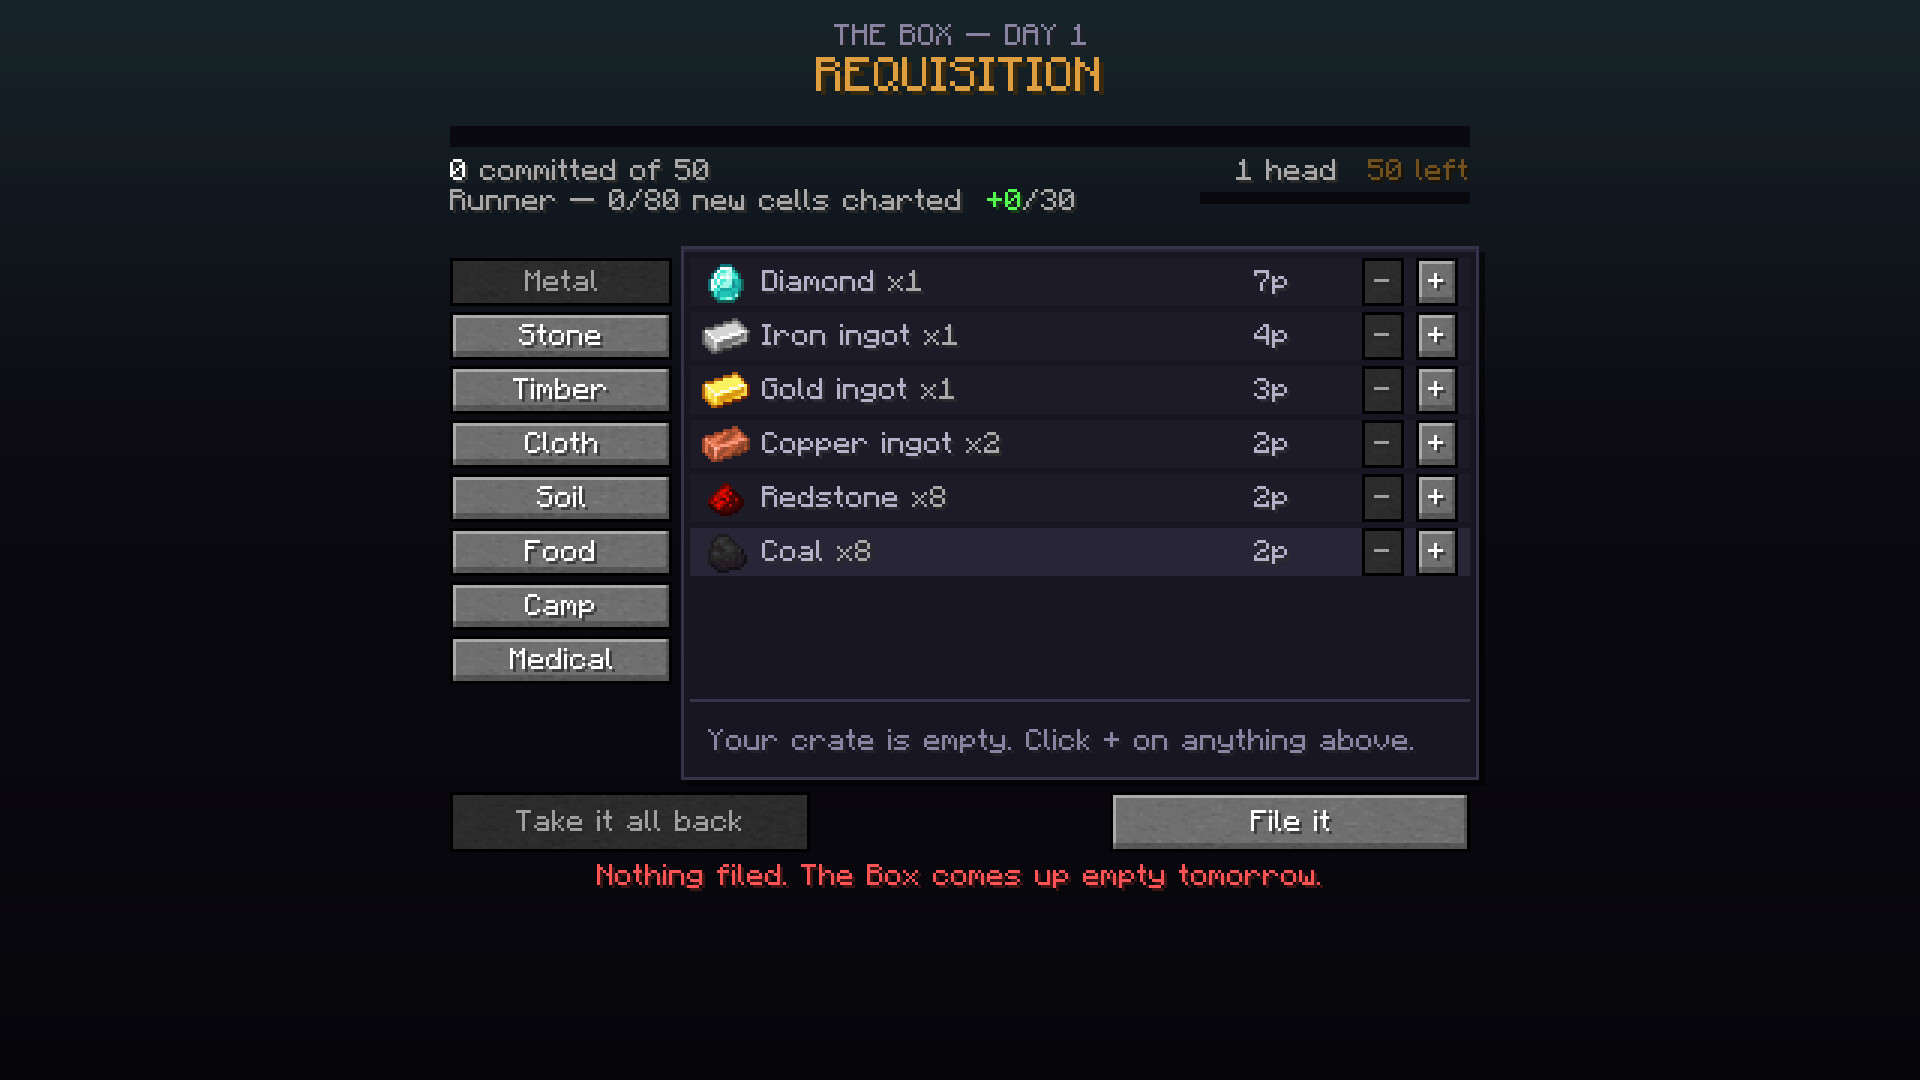 THE BOX — DAY 1
REQUISITION
0 committed of 50
1 head 50 left
Runner — 0/80 new cells charted +0/30
Metal
Stone
Timber
Cloth
Soil
Food
Camp
Medical
Diamond x1 7p - +
Iron ingot x1 4p - +
Gold ingot x1 3p - +
Copper ingot x2 2p - +
Redstone x8 2p - +
Coal x8 2p - +
Your crate is empty. Click + on anything above.
Take it all back
File it
Nothing filed. The Box comes up empty tomorrow.